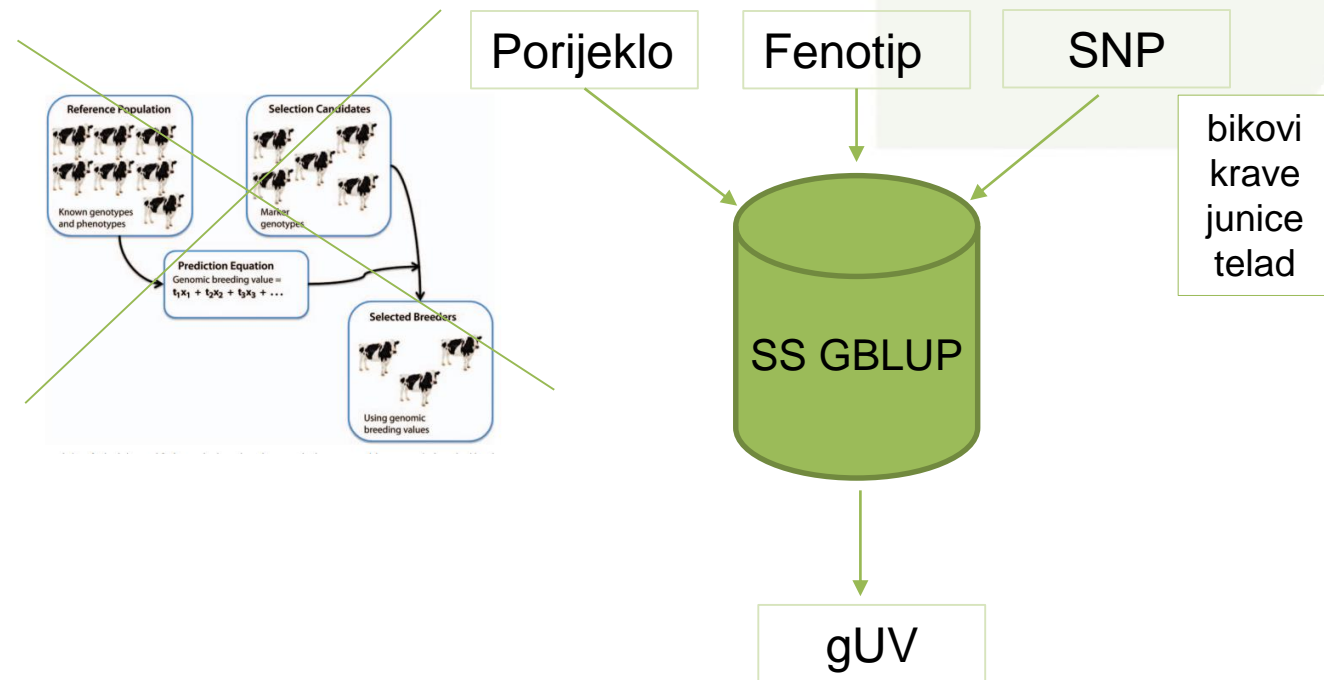 Porijeklo
Fenotip
SNP
bikovi
krave
junice
telad
Reference Population
Known genotypes
and phenotypes
Selection Candidates
Marker
genotypes
Prediction Equation
Genomic breeding value =
t₁x₁ + t₂x₂ + t₃x₃ + ...
Selected Breeders
Using genomic
breeding values
SS GBLUP
gUV